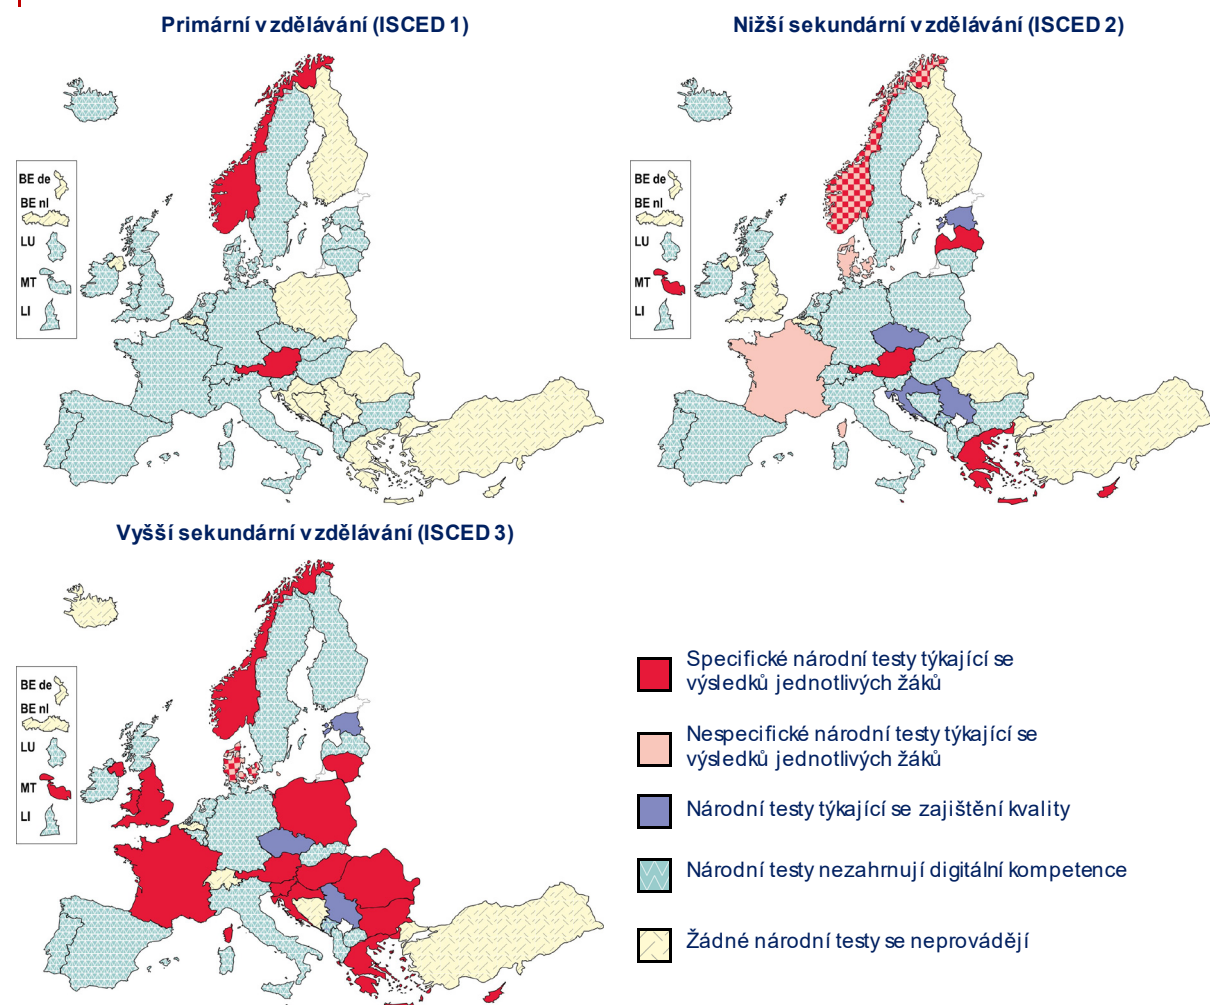 Primární vzdělávání (ISCED 1)
Nižší sekundární vzdělávání (ISCED 2)
BE de
BE nl
LU
MT
LI
BE de
BE nl
LU
MT
LI
Vyšší sekundární vzdělávání (ISCED 3)
BE de
BE nl
LU
MT
LI
Specifické národní testy týkající se
výsledků jednotlivých žáků
Nespecifické národní testy týkající se
výsledků jednotlivých žáků
Národní testy týkající se zajištění kvality
Národní testy nezahrnují digitální kompetence
Žádné národní testy se neprovádějí